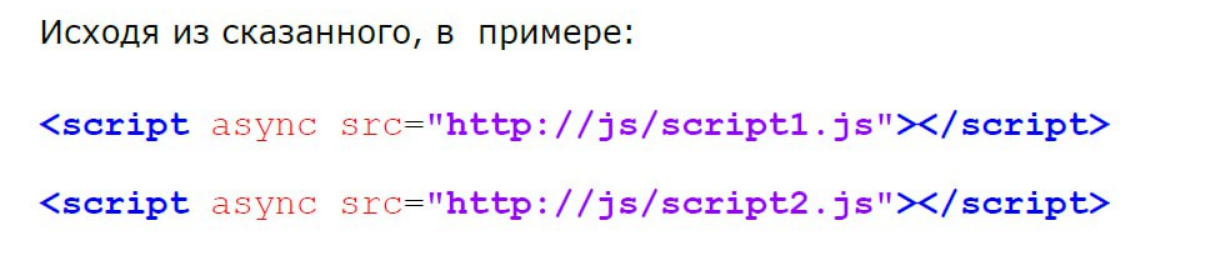 Исходя из сказанного, в примере:
<script async src="http://js/script1.js"></script>
<script async src="http://js/script2.js"></script>